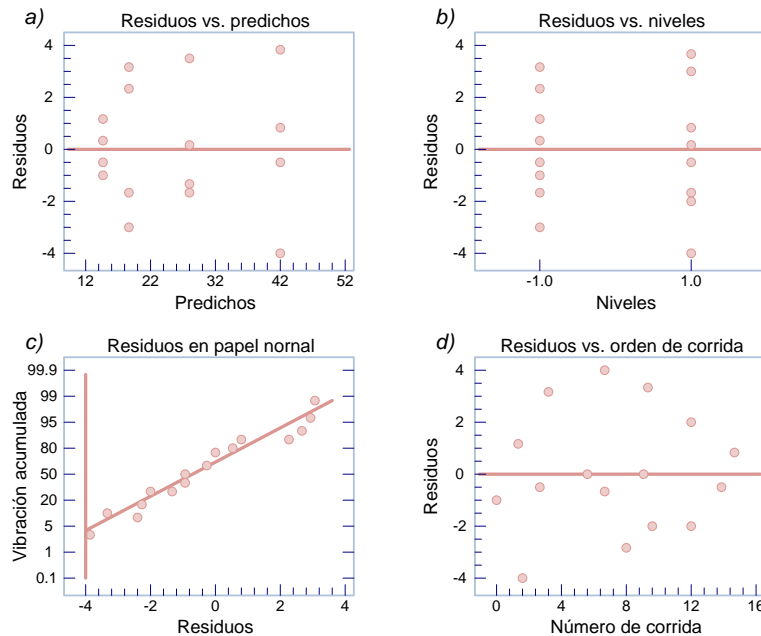 a) Residuos vs. predichos
4
2
0
-2
-4
Residuos
12 22 32 42 52
Predichos
b) Residuos vs. niveles
4
2
0
-2
-4
Residuos
-1.0 1.0
Niveles
c) Residuos en papel nornal
99.9
99
95
80
50
20
5
1
0.1
Vibración acumulada
-4 -2 0 2 4
Residuos
d) Residuos vs. orden de corrida
4
2
0
-2
-4
Residuos
0 4 8 12 16
Número de corrida